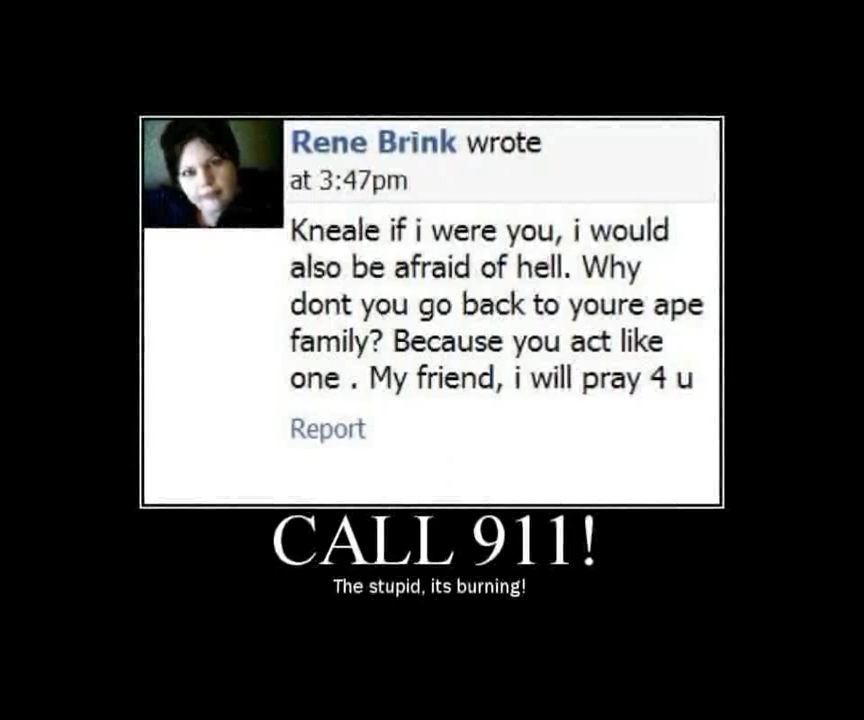 Rene Brink wrote
at 3:47pm
Kneale if i were you, i would
also be afraid of hell. Why
dont you go back to youre ape
family? Because you act like
one . My friend, i will pray 4 u
Report
CALL 911!
The stupid, its burning!